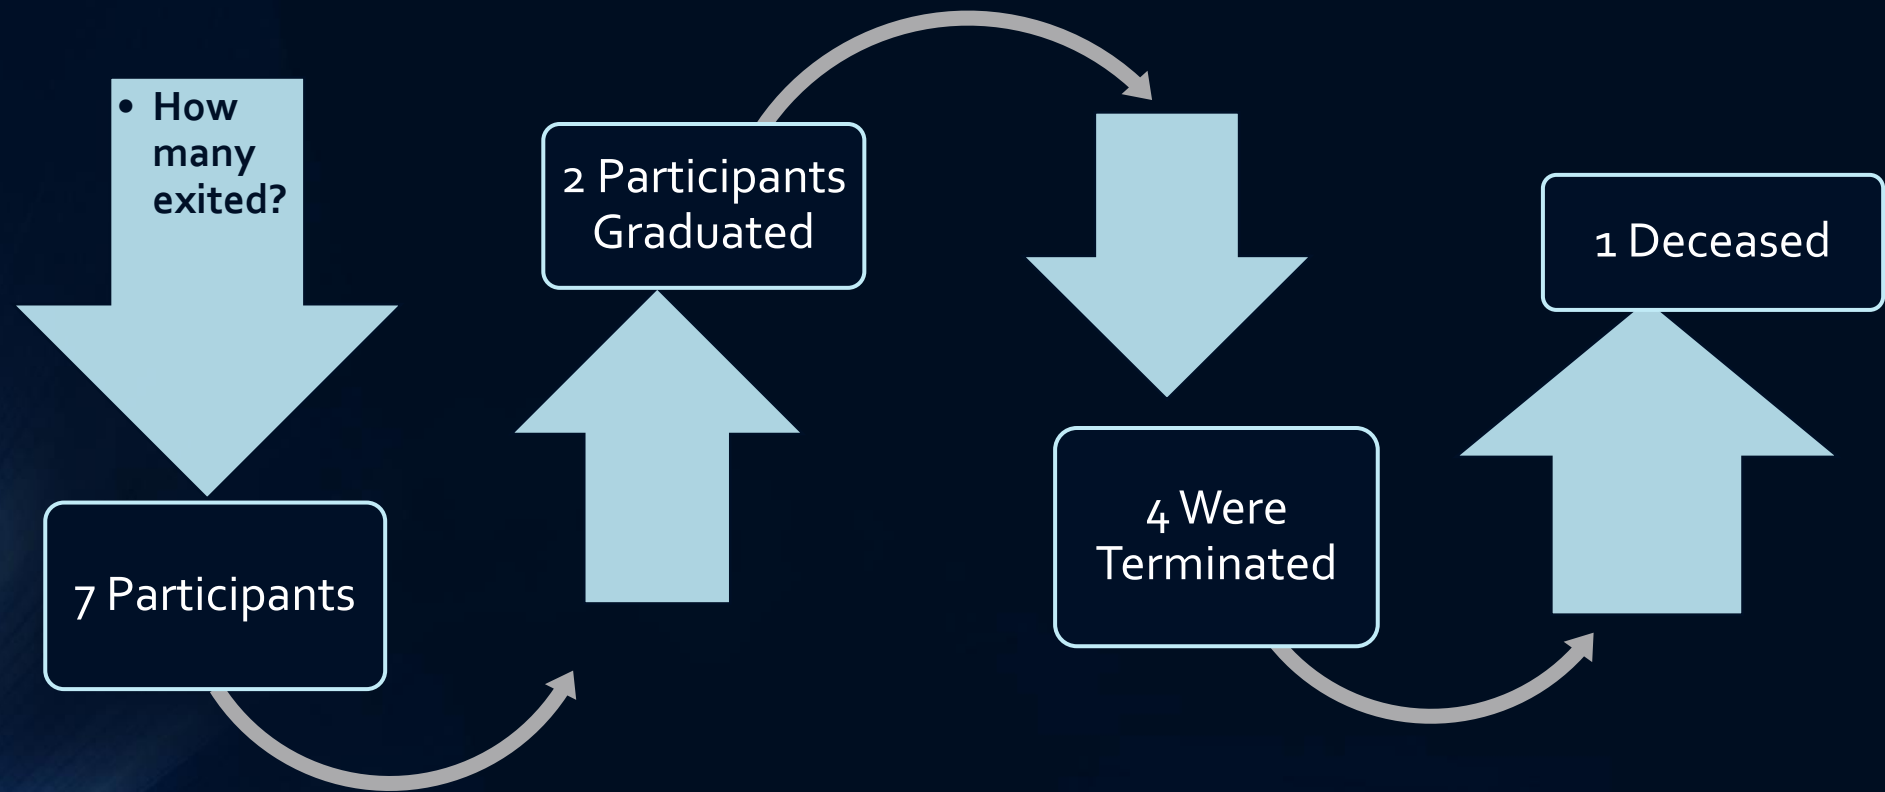 • How
many
exited?
7 Participants
2 Participants
Graduated
4 Were
Terminated
1 Deceased